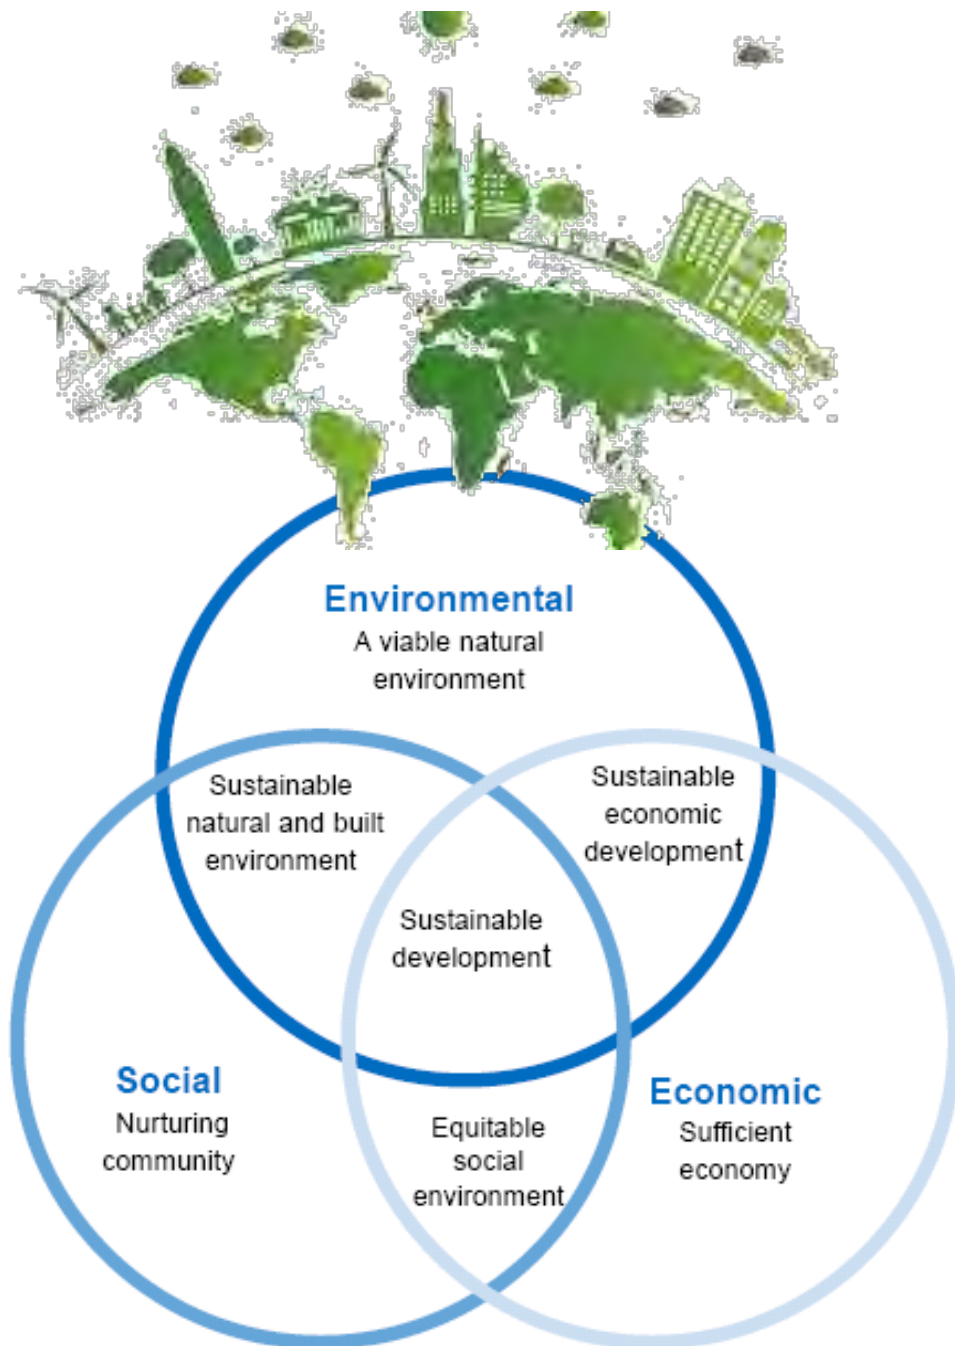 Environmental
A viable natural
environment
Sustainable
natural and built
environment
Sustainable
economic
development
Sustainable
development
Social
Nurturing
community
Equitable
social
environment
Economic
Sufficient
economy